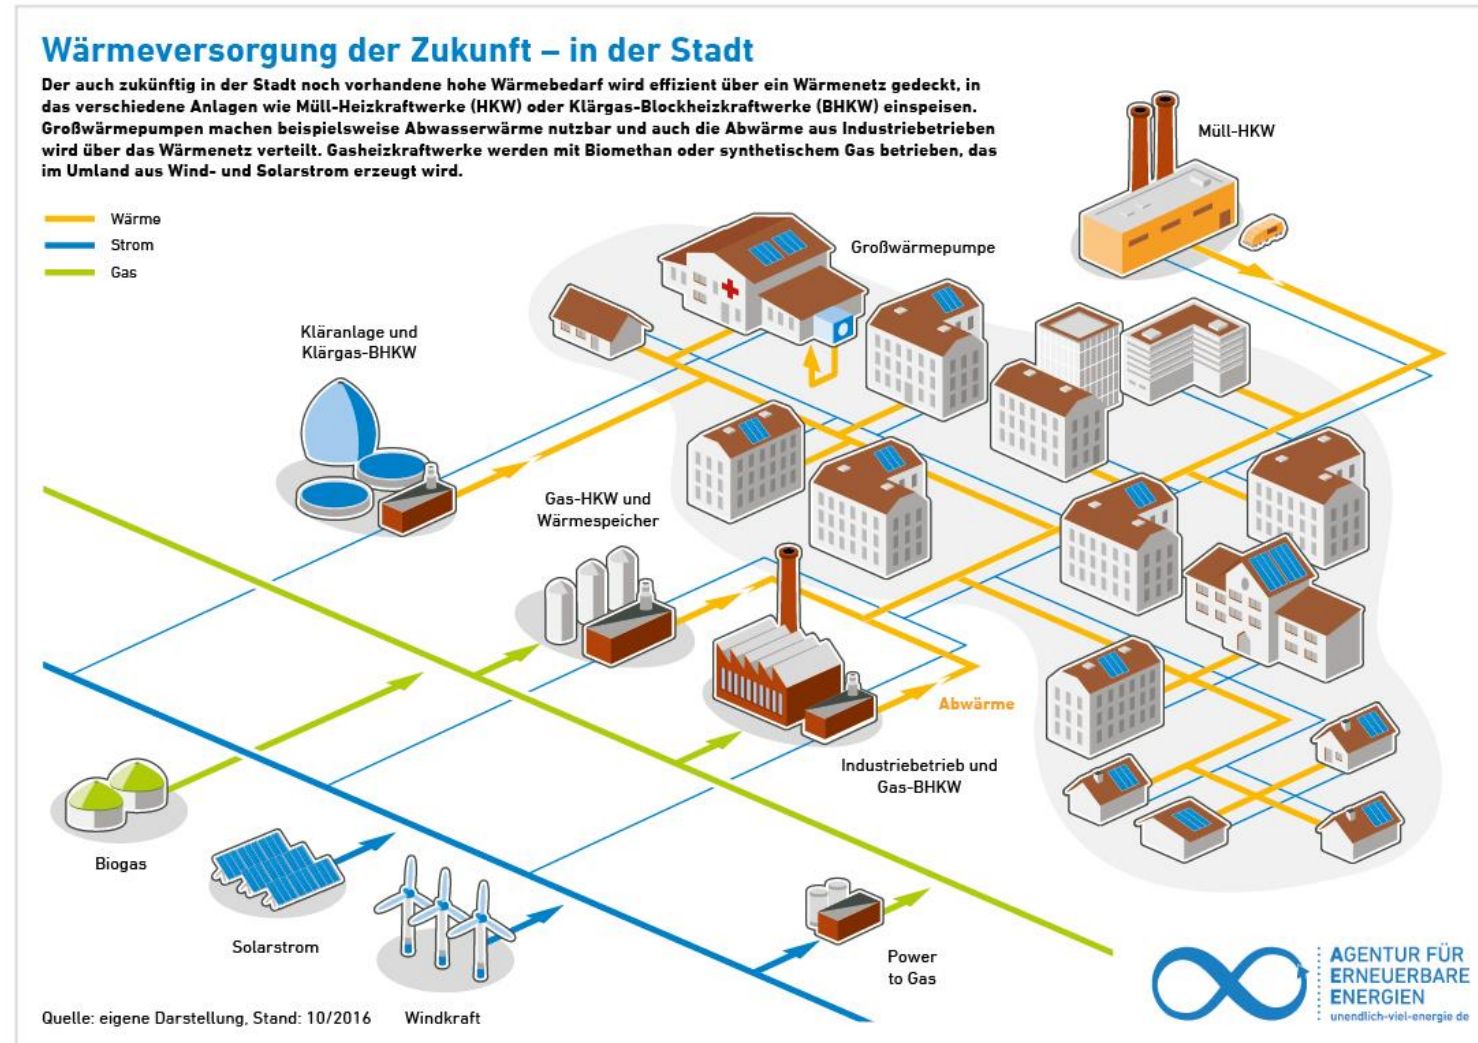 Wärmeversorgung der Zukunft – in der Stadt
Der auch zukünftig in der Stadt noch vorhandene hohe Wärmebedarf wird effizient über ein Wärmenetz gedeckt, in
das verschiedene Anlagen wie Müll-Heizkraftwerke (HKW) oder Klärgas-Blockheizkraftwerke (BHKW) einspeisen.
Großwärmepumpen machen beispielsweise Abwasserwärme nutzbar und auch die Abwärme aus Industriebetrieben
wird über das Wärmenetz verteilt. Gasheizkraftwerke werden mit Biomethan oder synthetischem Gas betrieben, das
im Umland aus Wind- und Solarstrom erzeugt wird.
Wärme
Strom
Gas
Müll-HKW
Großwärmepumpe
Kläranlage und
Klärgas-BHKW
Gas-HKW und
Wärmespeicher
Abwärme
Industriebetrieb und
Gas-BHKW
Biogas
Solarstrom
Windkraft
Power
to Gas
Quelle: eigene Darstellung, Stand: 10/2016
AGENTUR FÜR
ERNEUERBARE
ENERGIEN
unendlich-viel-energie de